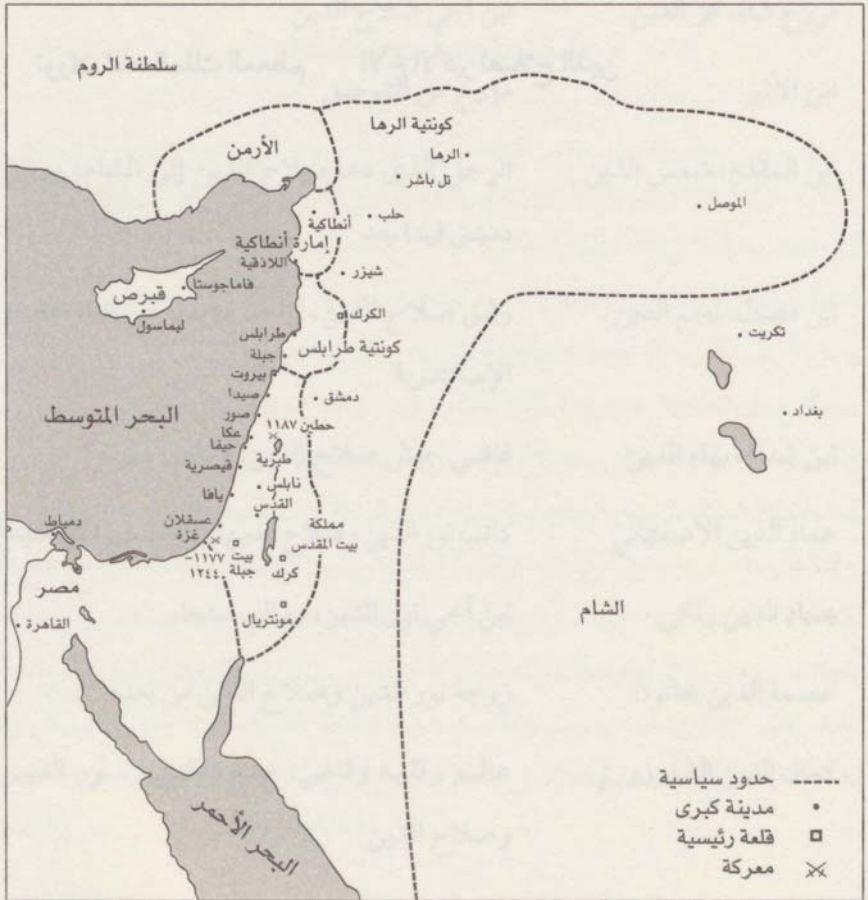 سلطنة الروم
الأرمن
كونتية الرها
الرها
تل باشر
الموصل
أنطاكية
حلب
إمارة أنطاكية
اللاذقية
شيزر
قبرص
فاماجوستا
ليماسول
الكرك
طرابلس
كونتية طرابلس
جبلة
بيروت
تكريت
دمشق
صيدا
بغداد
البحر المتوسط
صور
حطين ١١٨٧
عكا
حيفا
طبرية
قيصرية
نابلس
يافا
القدس
عسقلان
مملكة
بيت المقدس
دمياط
غزة
بيت
جبلة
١١٧٧–
١٢٤٤
كرك
مصر
مونتريال
الشام
القاهرة
البحر الأحمر
حدود سياسية
مدينة كبرى
قلعة رئيسية
معركة